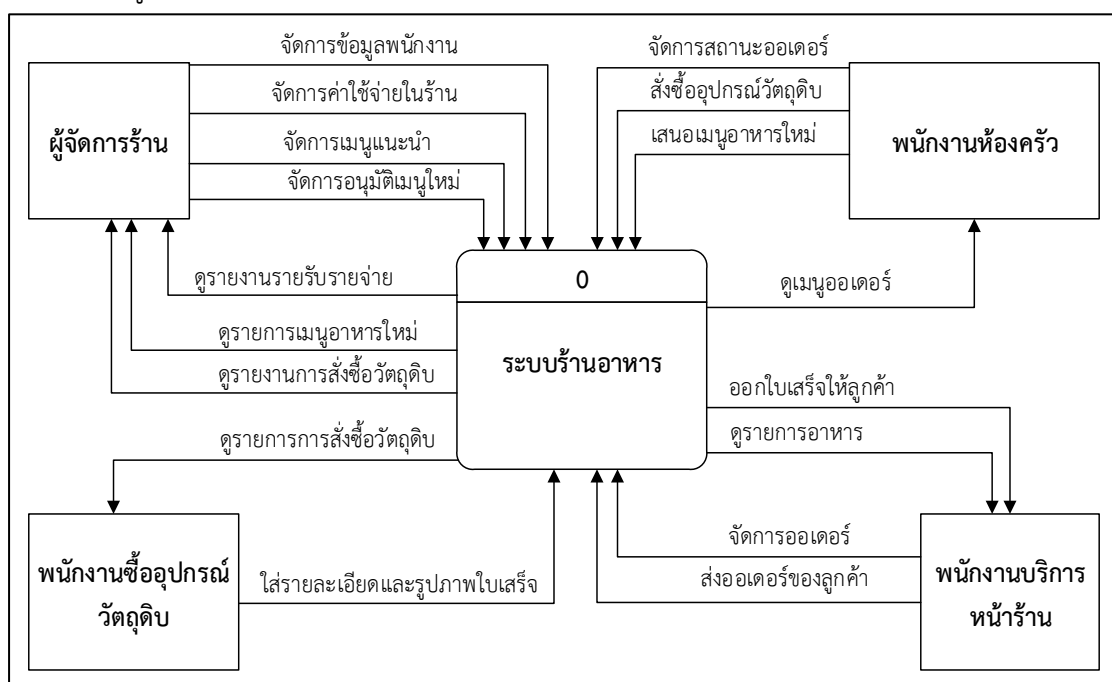 จัดการข้อมูลพนักงาน
จัดการค่าใช้จ่ายในร้าน
ผู้จัดการร้าน
จัดการเมนูแนะนำ
จัดการอนุมัติเมนูใหม่
จัดการสถานะออเดอร์
สั่งซื้ออุปกรณ์วัตถุดิบ
เสนอเมนูอาหารใหม่
พนักงานห้องครัว
ดูรายงานรายรับรายจ่าย
0
ดูเมนูออเดอร์
ดูรายการเมนูอาหารใหม่
ระบบร้านอาหาร
ดูรายงานการสั่งซื้อวัตถุดิบ
ออกใบเสร็จให้ลูกค้า
ดูรายการการสั่งซื้อวัตถุดิบ
ดูรายการอาหาร
พนักงานซื้ออุปกรณ์
วัตถุดิบ
ใส่รายละเอียดและรูปภาพใบเสร็จ
จัดการออเดอร์
ส่งออเดอร์ของลูกค้า
พนักงานบริการ
หน้าร้าน